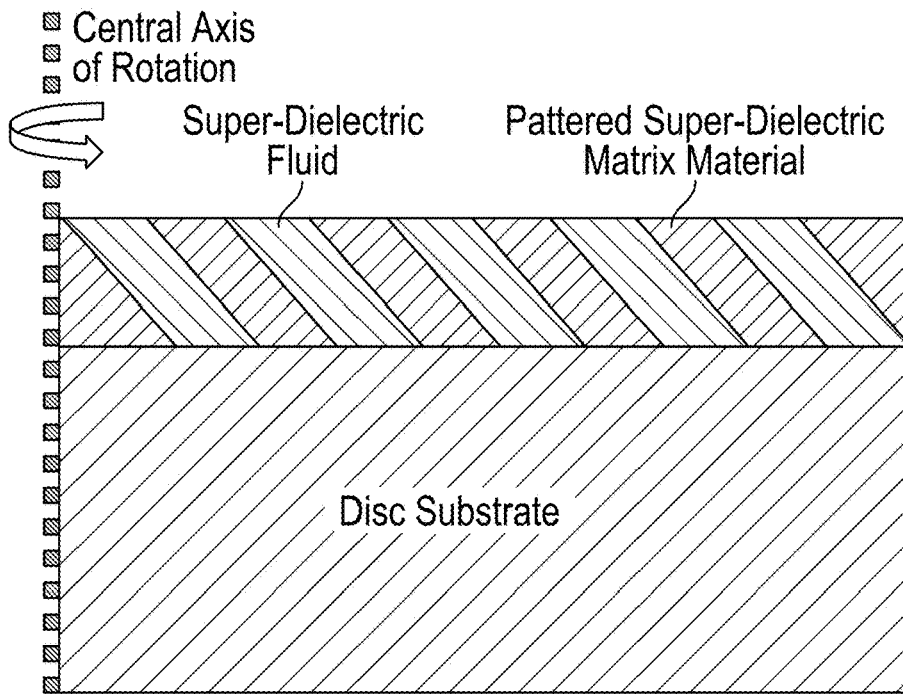 Central Axis
of Rotation
Super-Dielectric
Fluid
Pattered Super-Dielectric
Matrix Material
Disc Substrate